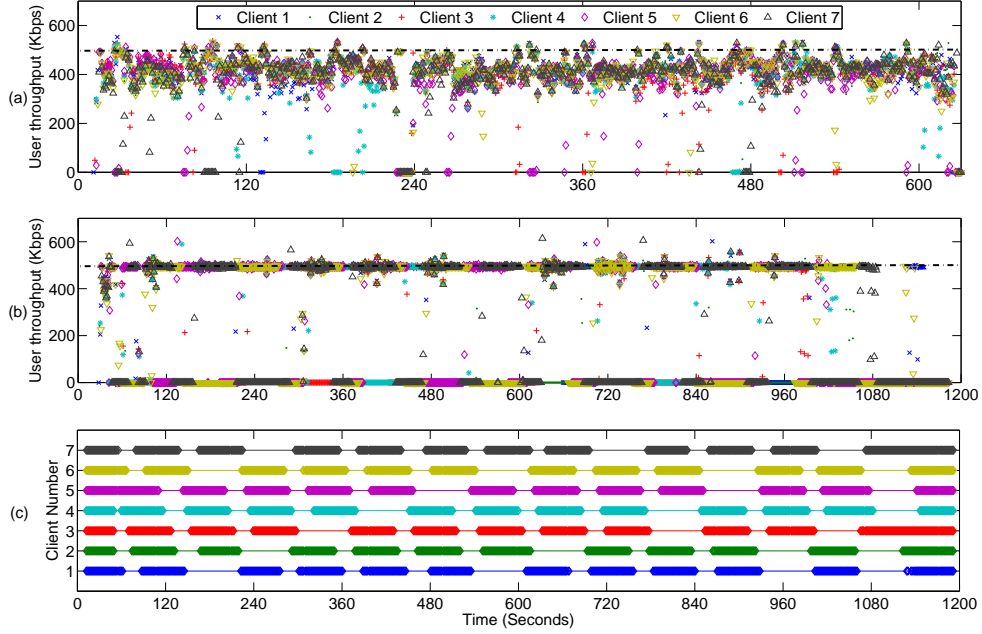 Client 1 Client 2 Client 3 Client 4 Client 5 Client 6 Client 7
(a)
User throughput (Kbps)
600
400
200
0
0 120 240 360 480 600
(b)
User throughput (Kbps)
600
400
200
0
0 120 240 360 480 600 720 840 960 1080 1200
(c)
Client Number
7
6
5
4
3
2
1
0 120 240 360 480 600 720 840 960 1080 1200
Time (Seconds)